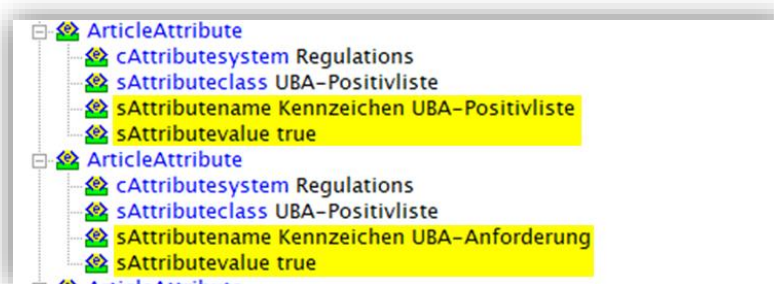 ArticleAttribute
cAttributesystem Regulations
sAttributeclass UBA-Positivliste
sAttributename Kennzeichen UBA-Positivliste
sAttributevalue true
ArticleAttribute
cAttributesystem Regulations
sAttributeclass UBA-Positivliste
sAttributename Kennzeichen UBA-Anforderung
sAttributevalue true